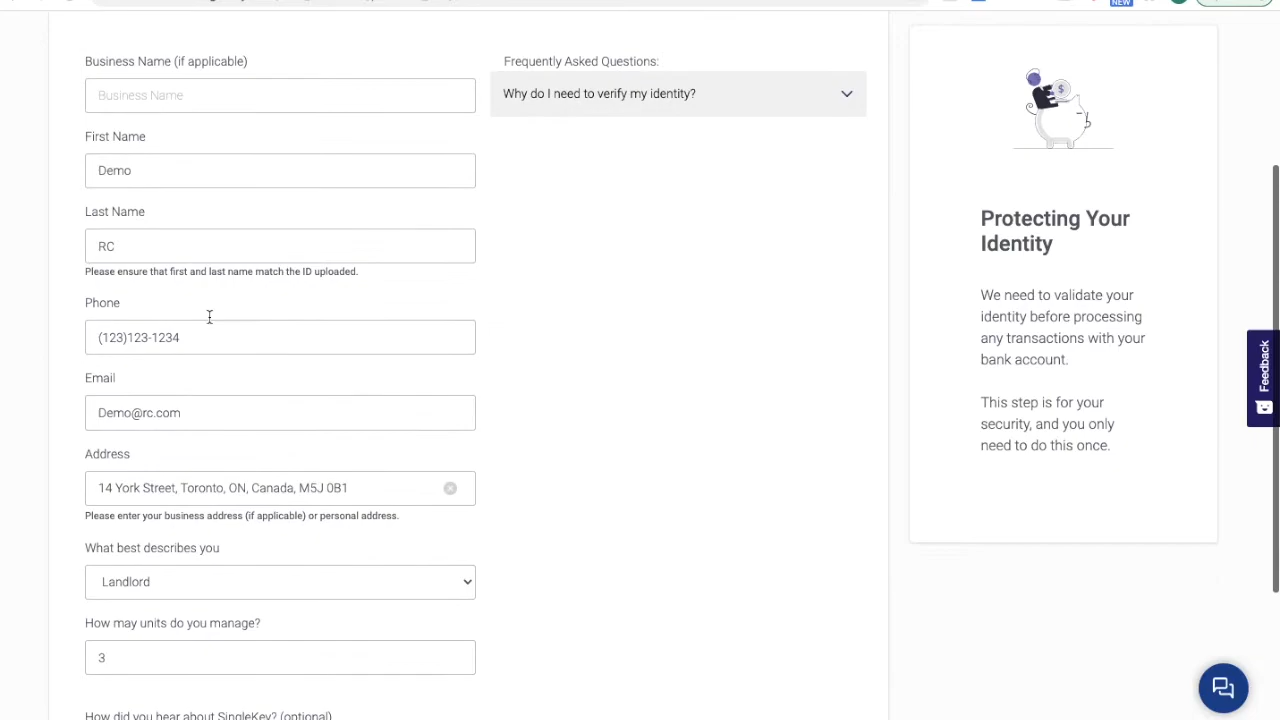 NEW
Business Name (if applicable)
Business Name
First Name
Demo
Last Name
RC
Please ensure that first and last name match the ID uploaded.
Phone
(123)123-1234
Email
Demo@rc.com
Address
14 York Street, Toronto, ON, Canada, M5J 0B1
Please enter your business address (if applicable) or personal address.
What best describes you
Landlord
How may units do you manage?
3
How did you hear about SingleKey? (optional)
Frequently Asked Questions:
Why do I need to verify my identity?
$
Protecting Your
Identity
We need to validate your
identity before processing
any transactions with your
bank account.
This step is for your
security, and you only
need to do this once.
Feedback